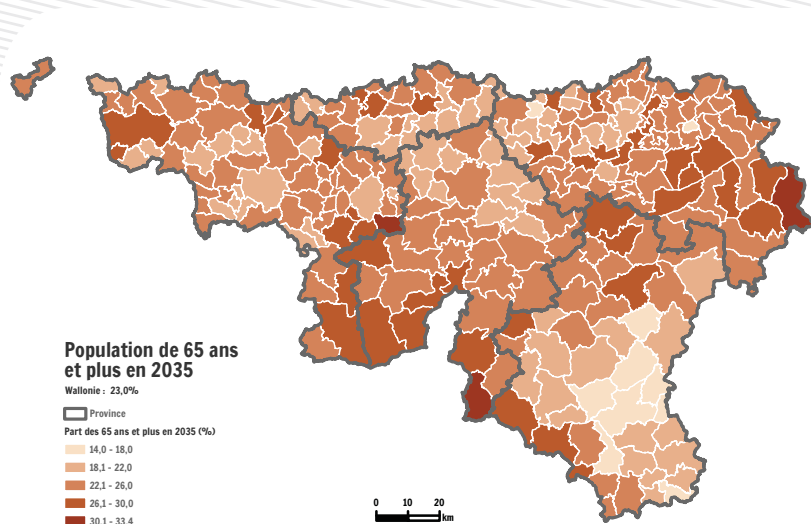 Population de 65 ans
et plus en 2035
Wallonie : 23,0%
Province
Part des 65 ans et plus en 2035 (%)
14,0 - 18,0
18,1 - 22,0
22,1 - 26,0
26,1 - 30,0
30,1 - 33,4
0 10 20
km